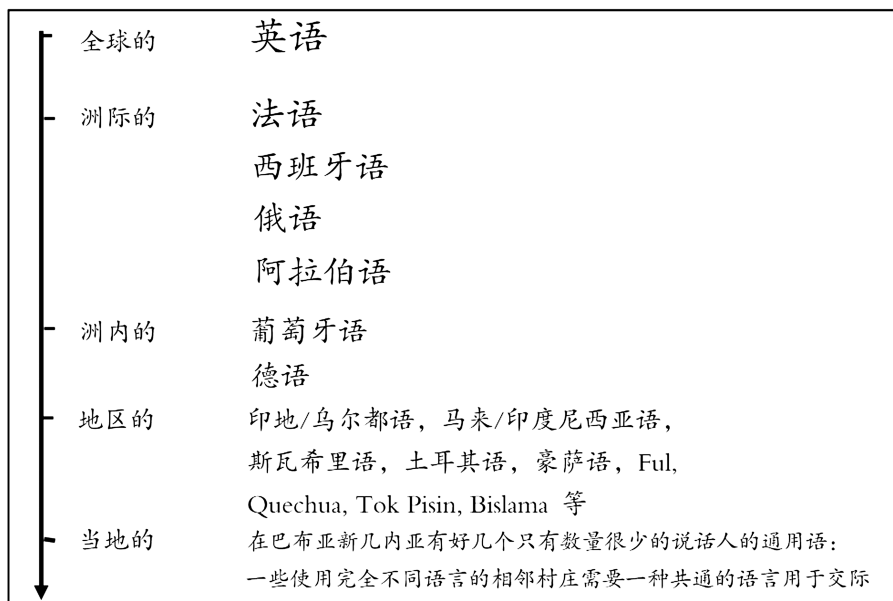 全球的 英语
洲际的 法语
西班牙语
俄语
阿拉伯语
洲内的 葡萄牙语
德语
地区的 印地/乌尔都语，马来/印度尼西亚语，
斯瓦希里语，土耳其语，豪萨语，Ful,
Quechua, Tok Pisin, Bislama 等
当地的 在巴布亚新几内亚有好几个只有数量很少的说话人的通用语：
一些使用完全不同语言的相邻村庄需要一种共通的语言用于交际